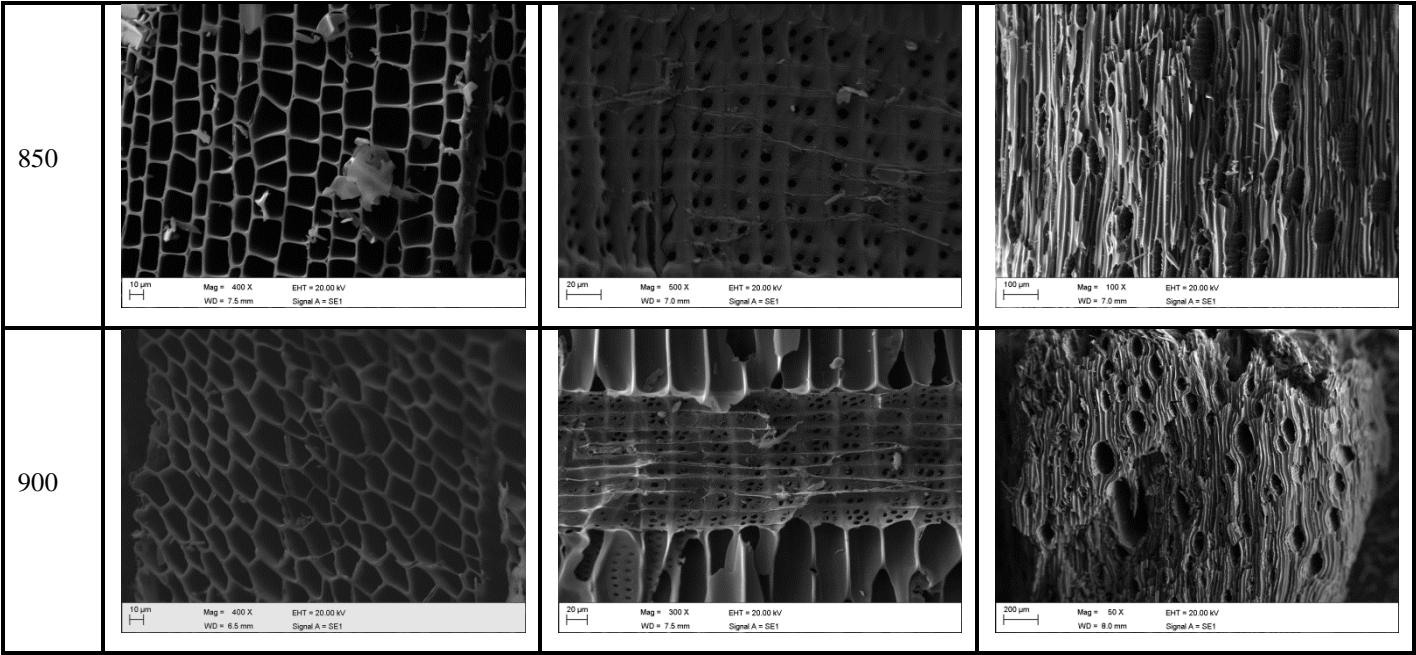 850
10 µm Mag = 400 X EHT = 20.00 kV
WD = 7.5 mm Signal A = SE1
20 µm Mag = 500 X EHT = 20.00 kV
WD = 7.0 mm Signal A = SE1
100 µm Mag = 100 X EHT = 20.00 kV
WD = 7.0 mm Signal A = SE1
900
10 µm Mag = 400 X EHT = 20.00 kV
WD = 6.5 mm Signal A = SE1
20 µm Mag = 300 X EHT = 20.00 kV
WD = 7.5 mm Signal A = SE1
200 µm Mag = 50 X EHT = 20.00 kV
WD = 8.0 mm Signal A = SE1